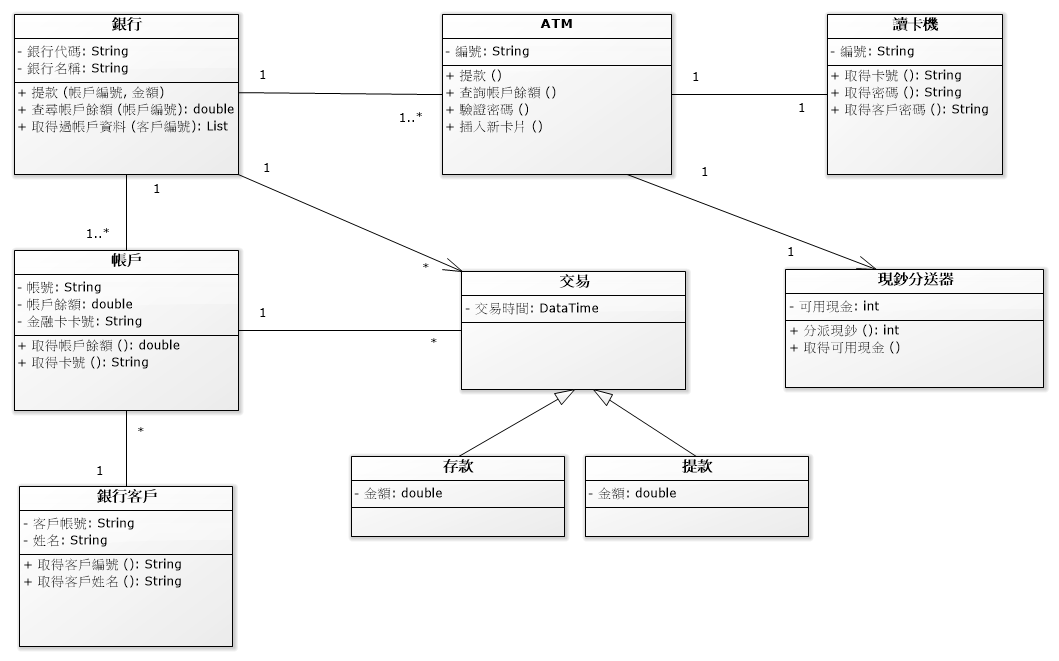 銀行
- 銀行代碼: String
- 銀行名稱: String
+ 提款 (帳戶編號, 金額)
+ 查尋帳戶餘額 (帳戶編號): double
+ 取得過帳戶資料 (客戶編號): List
1
1..*
ATM
- 編號: String
+ 提款 ()
+ 查詢帳戶餘額 ()
+ 驗證密碼 ()
+ 插入新卡片 ()
1
1
讀卡機
- 編號: String
+ 取得卡號 (): String
+ 取得密碼 (): String
+ 取得客戶密碼 (): String
1
1..*
1
*
1
1
帳戶
- 帳號: String
- 帳戶餘額: double
- 金融卡卡號: String
+ 取得帳戶餘額 (): double
+ 取得卡號 (): String
1
*
交易
- 交易時間: DataTime
現鈔分送器
- 可用現金: int
+ 分派現鈔 (): int
+ 取得可用現金 ()
*
1
銀行客戶
- 客戶帳號: String
- 姓名: String
+ 取得客戶編號 (): String
+ 取得客戶姓名 (): String
存款
- 金額: double
提款
- 金額: double